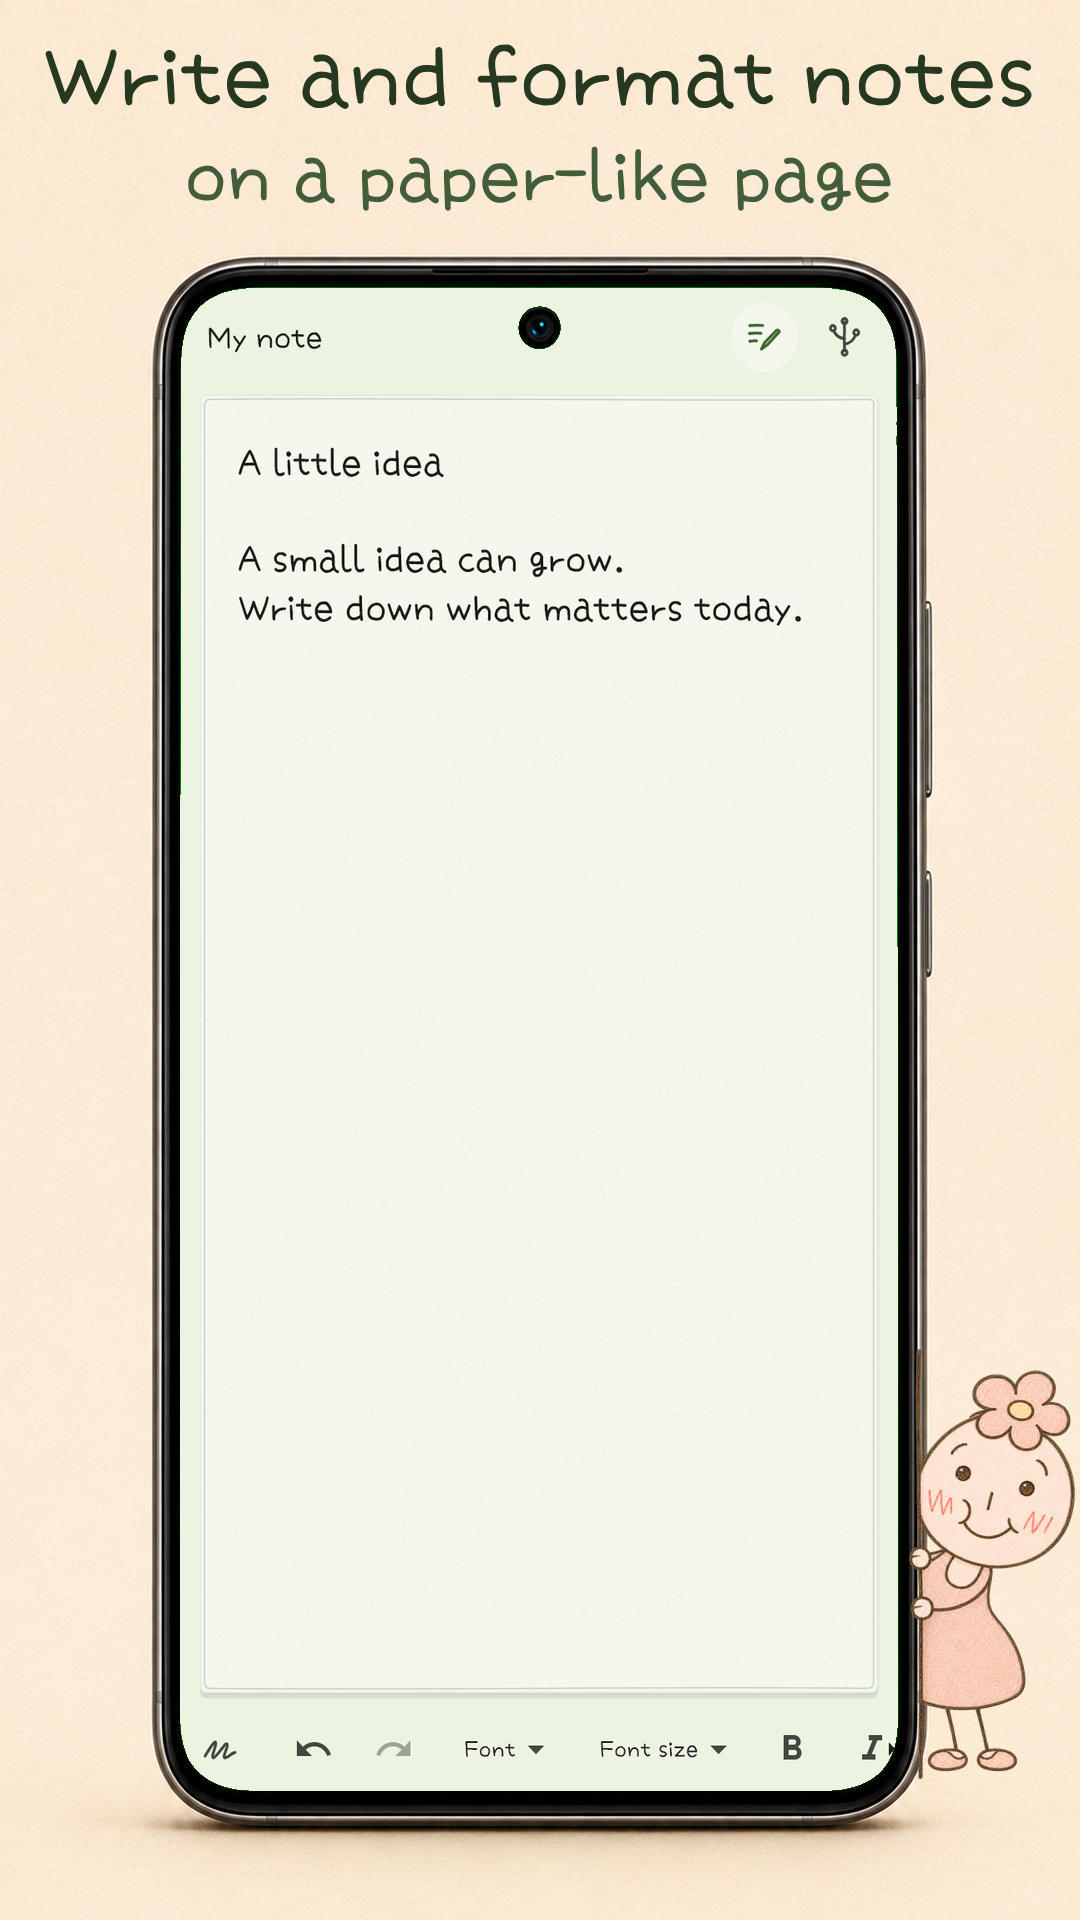 Write and format notes
on a paper-like page
My note
A little idea
A small idea can grow.
Write down what matters today.
Font
Font size
B
I